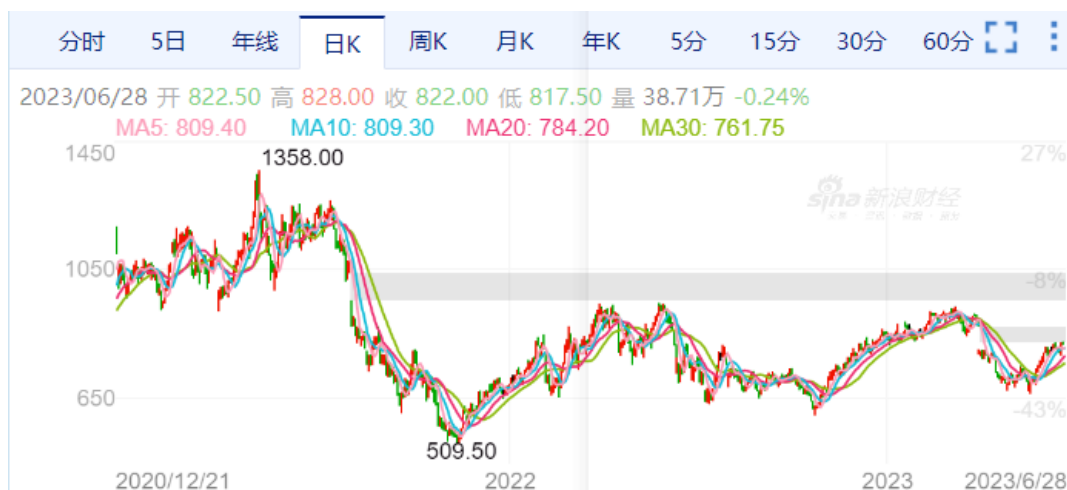 分时 5日 年线 日K 周K 月K 年K 5分 15分 30分 60分
2023/06/28 开 822.50 高 828.00 收 822.00 低 817.50 量 38.71万 -0.24%
MA5: 809.40 MA10: 809.30 MA20: 784.20 MA30: 761.75
1450 1358.00 27%
sina 新浪财经
1050 -8%
650 -43%
509.50
2020/12/21 2022 2023 2023/6/28